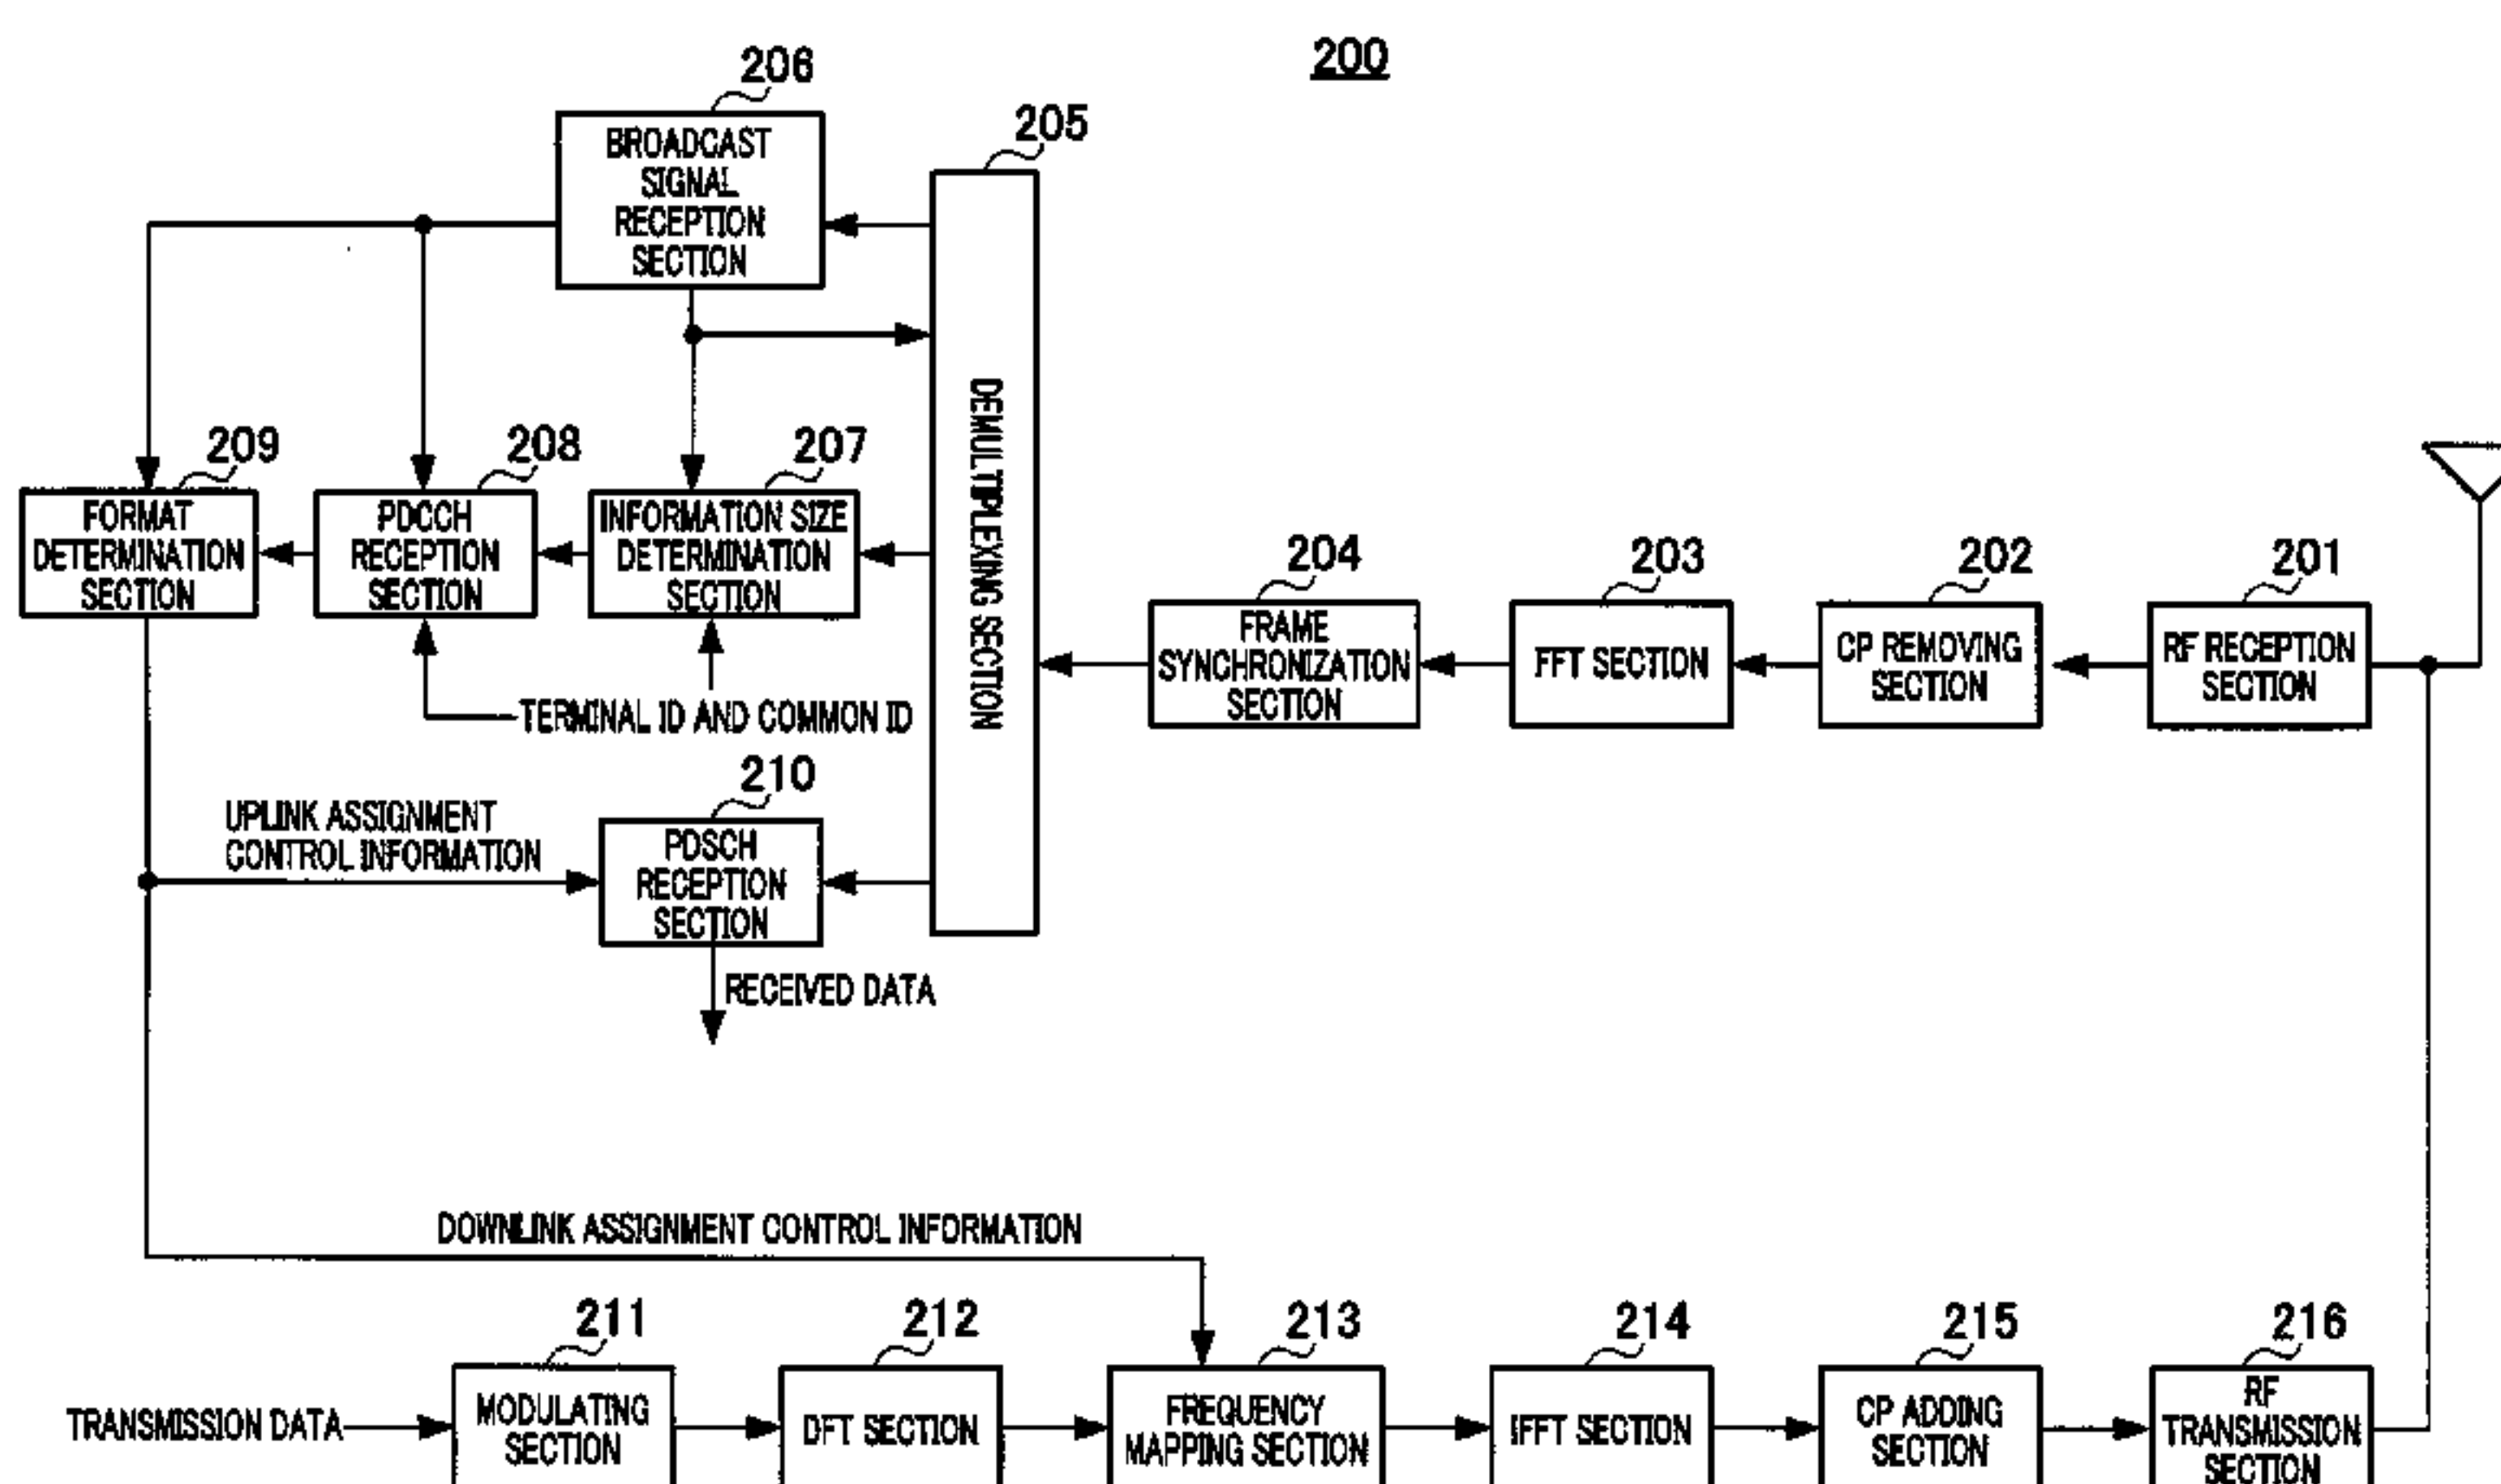 200
206
BROADCAST
SIGNAL
RECEPTION
SECTION
205
DEMULTIPLEXING SECTION
209
FORMAT
DETERMINATION
SECTION
208
PDCCH
RECEPTION
SECTION
207
INFORMATION SIZE
DETERMINATION
SECTION
204
FRAME
SYNCHRONIZATION
SECTION
203
FFT SECTION
202
CP REMOVING
SECTION
201
RF RECEPTION
SECTION
TERMINAL ID AND COMMON ID
210
PDSCH
RECEPTION
SECTION
UPLINK ASSIGNMENT
CONTROL INFORMATION
RECEIVED DATA
DOWNLINK ASSIGNMENT CONTROL INFORMATION
TRANSMISSION DATA
211
MODULATING
SECTION
212
DFT SECTION
213
FREQUENCY
MAPPING SECTION
214
IFFT SECTION
215
CP ADDING
SECTION
216
RF
TRANSMISSION
SECTION